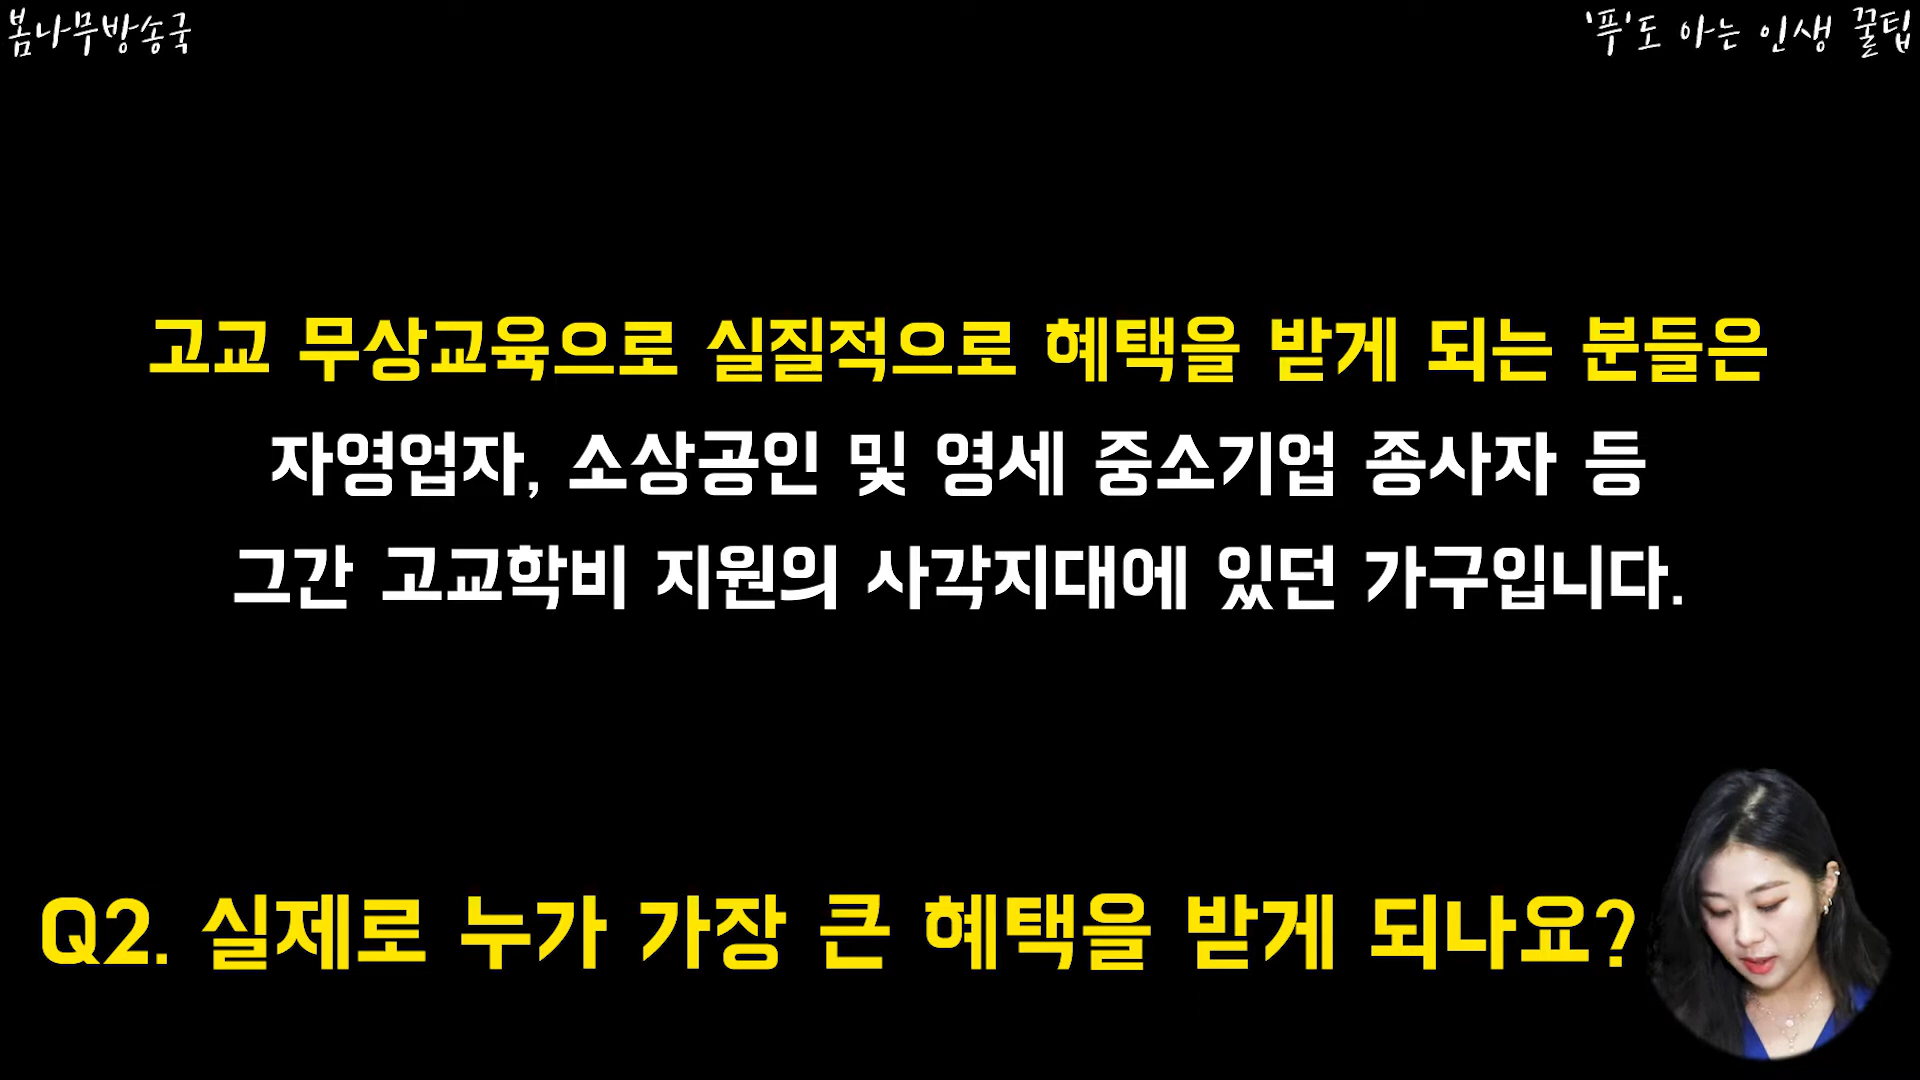 봄나무방송국
'푸'도 아는 인생 꿀팁
고교 무상교육으로 실질적으로 혜택을 받게 되는 분들은
자영업자, 소상공인 및 영세 중소기업 종사자 등
그간 고교학비 지원의 사각지대에 있던 가구입니다.
Q2. 실제로 누가 가장 큰 혜택을 받게 되나요?